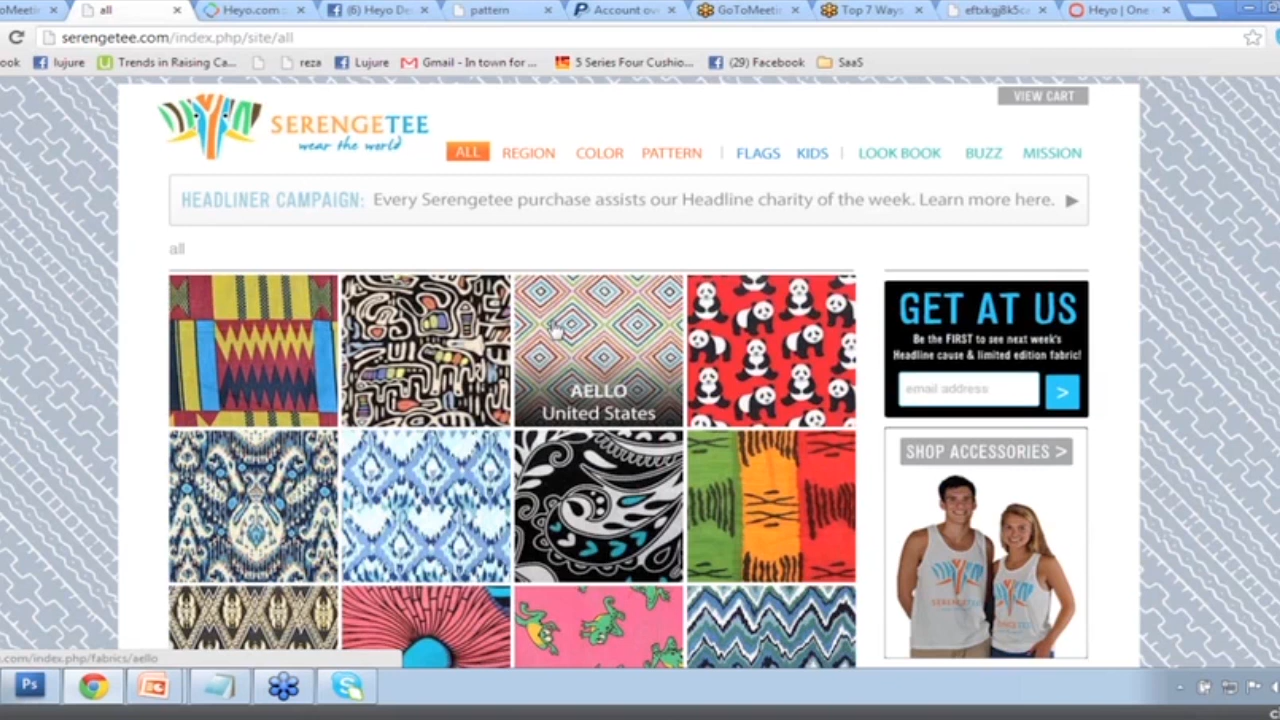 all
Heyo.com :
(6) Heyo De
pattern
Account ov
GoToMeeti
Top 7 Ways
Heyo | One
serengetee.com/index.php/site/all
ook
lujure
Trends in Raising Ca...
reza
Lujure
Gmail - In town for ...
5 Series Four Cushio...
(29) Facebook
SaaS
VIEW CART
SERENGETEE
wear the world
ALL
REGION
COLOR
PATTERN
FLAGS
KIDS
LOOK BOOK
BUZZ
MISSION
HEADLINER CAMPAIGN: Every Serengetee purchase assists our Headline charity of the week. Learn more here.
all
AELLO
United States
GET AT US
Be the FIRST to see next week's
Headline cause & limited edition fabric!
email address
>
SHOP ACCESSORIES >
SERENGETEE
e.com/index.php/fabrics/aello
Ps